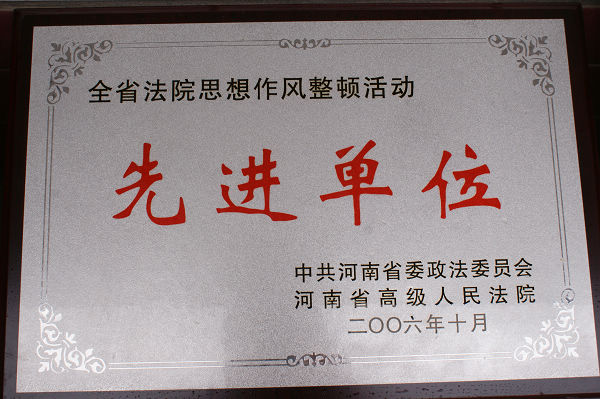 全省法院思想作风整顿活动
先进单位
中共河南省委政法委员会
河南省高级人民法院
二〇〇六年十月